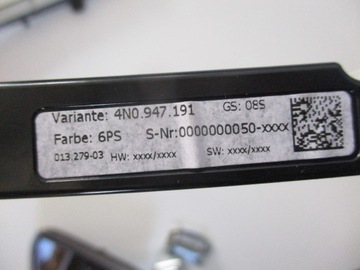 Variante: 4N0.947.191 GS: 08S
Farbe: 6PS S-Nr:0000000050-xxxx
013.279-03 HW: xxxx/xxxx SW: xxxx/xxxx